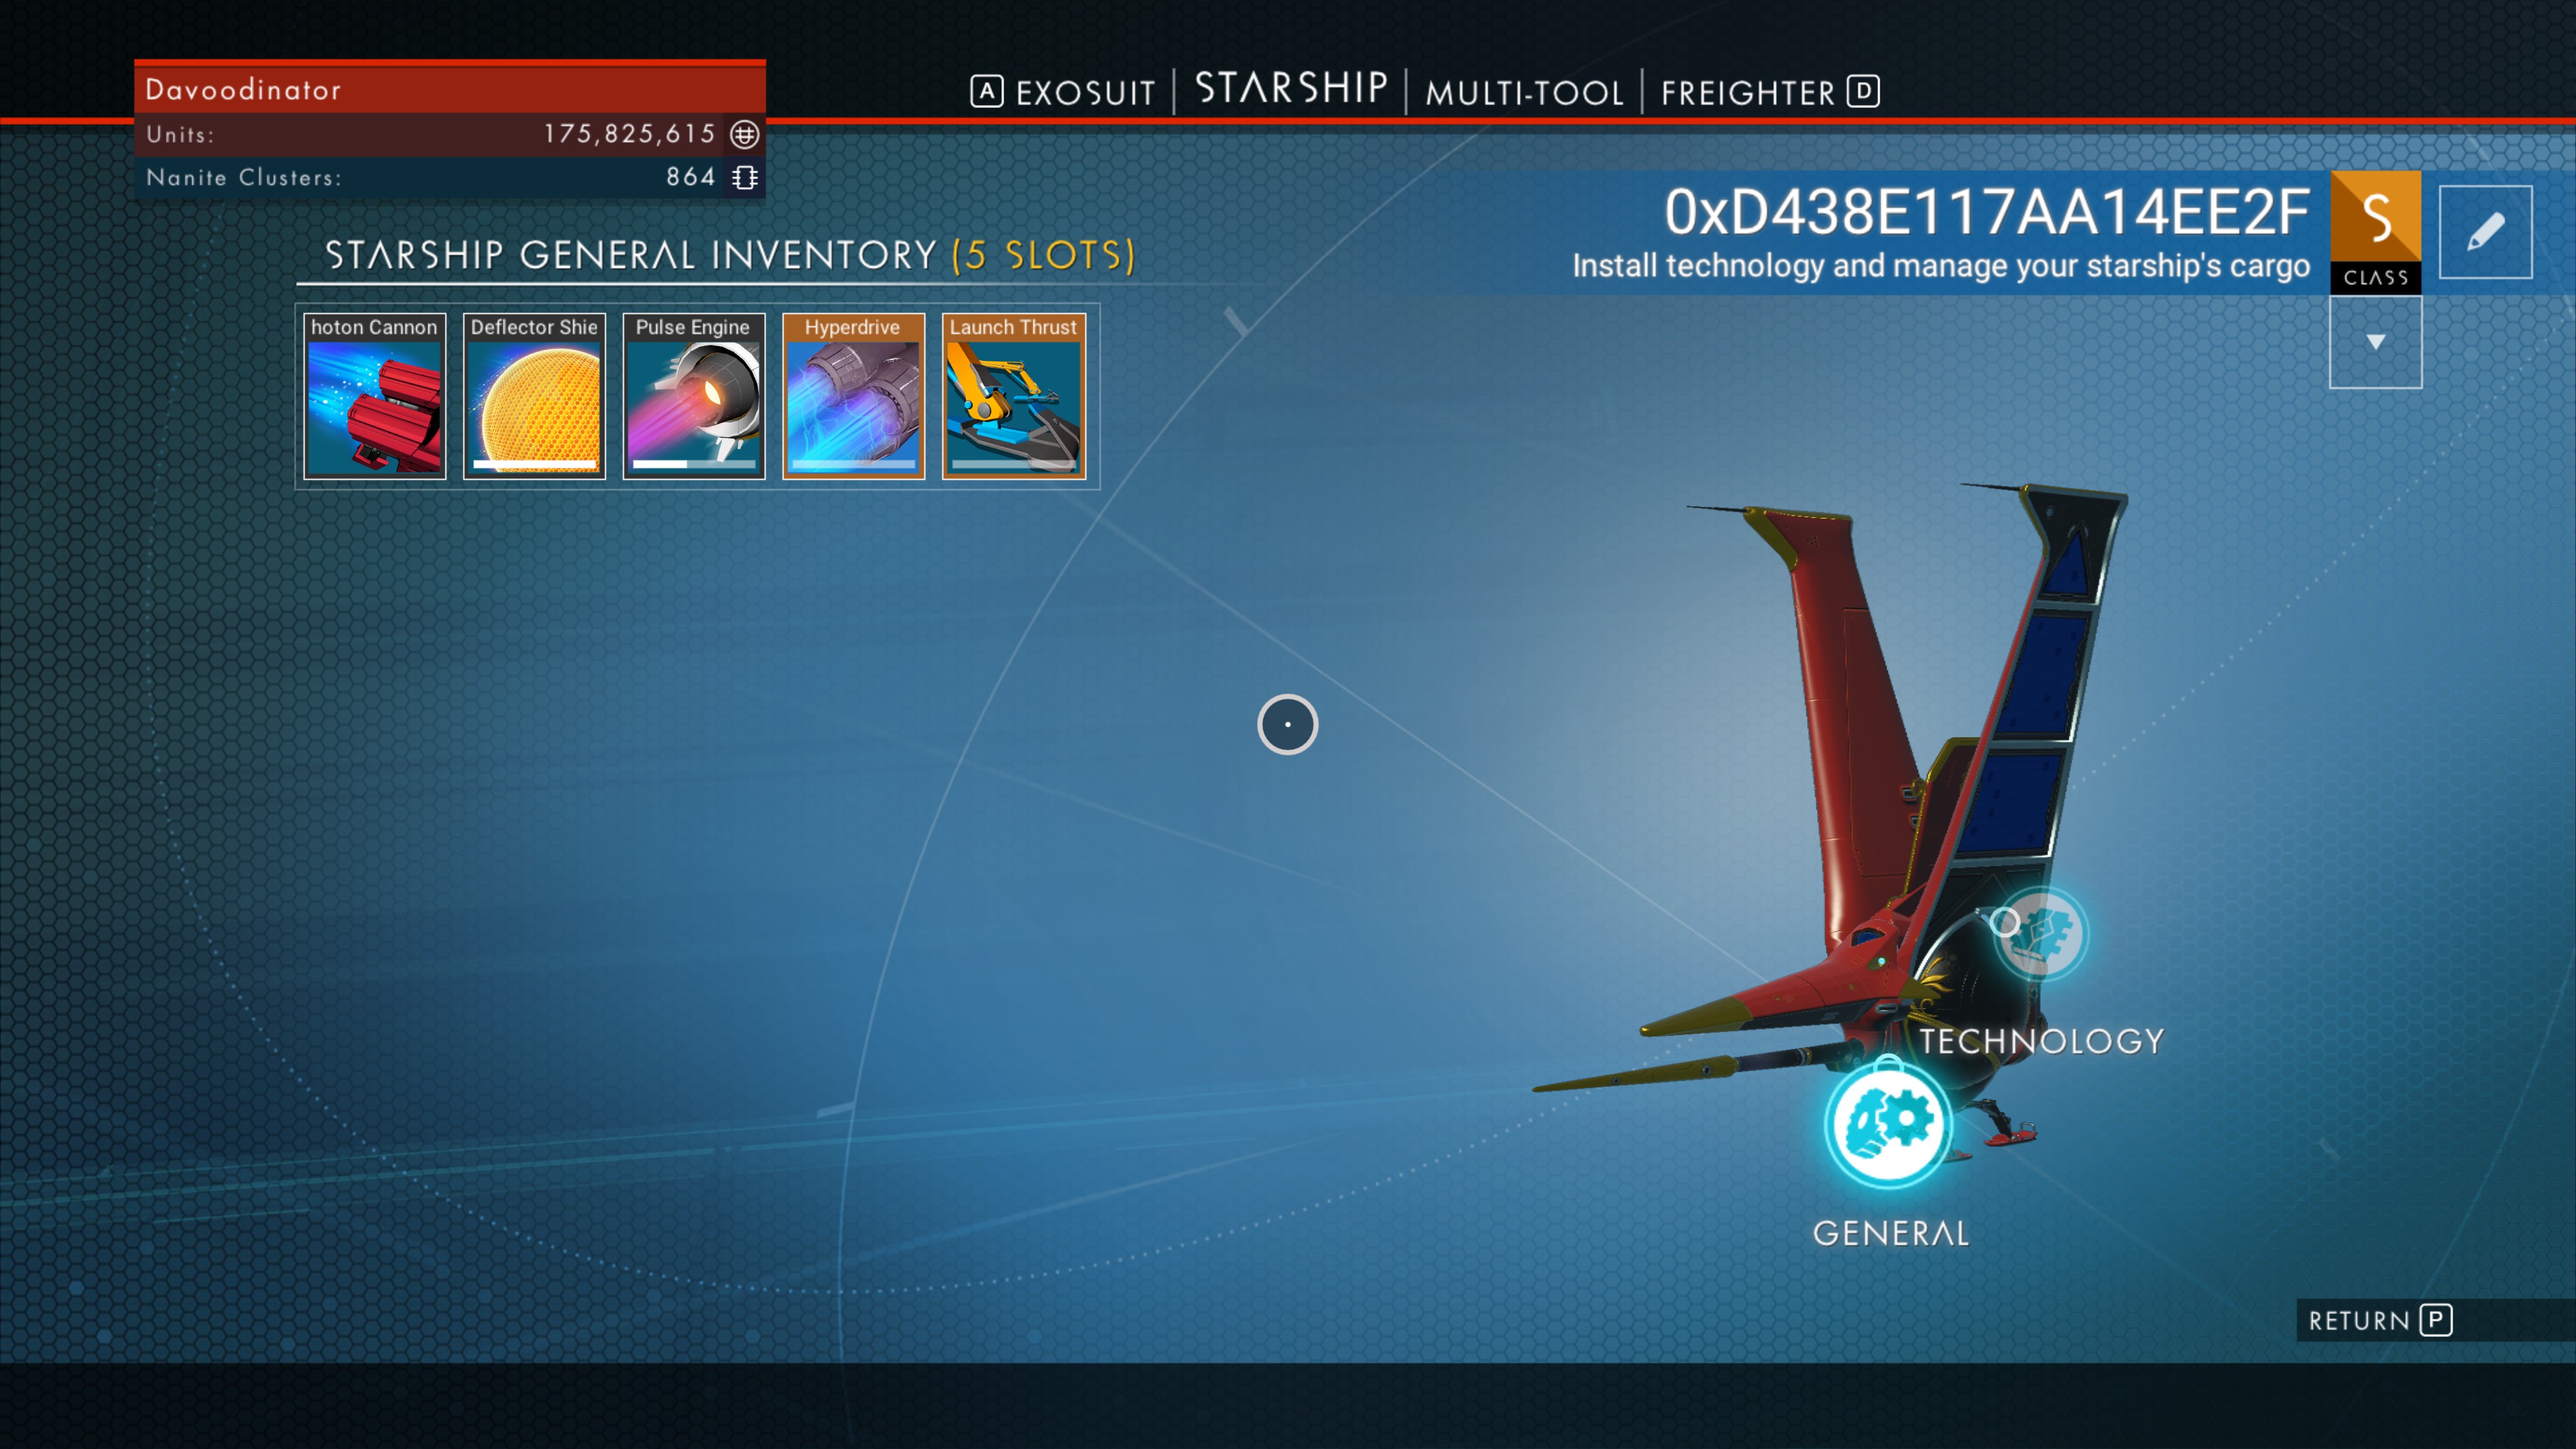 Davoodinator
Units: 175,825,615
Nanite Clusters: 864
A EXOSUIT STARSHIP MULTI-TOOL FREIGHTER D
0xD438E117AA14EE2F
Install technology and manage your starship's cargo
S
CLASS
STARSHIP GENERAL INVENTORY (5 SLOTS)
hoton Cannon Deflector Shie Pulse Engine Hyperdrive Launch Thrust
TECHNOLOGY
GENERAL
RETURN P